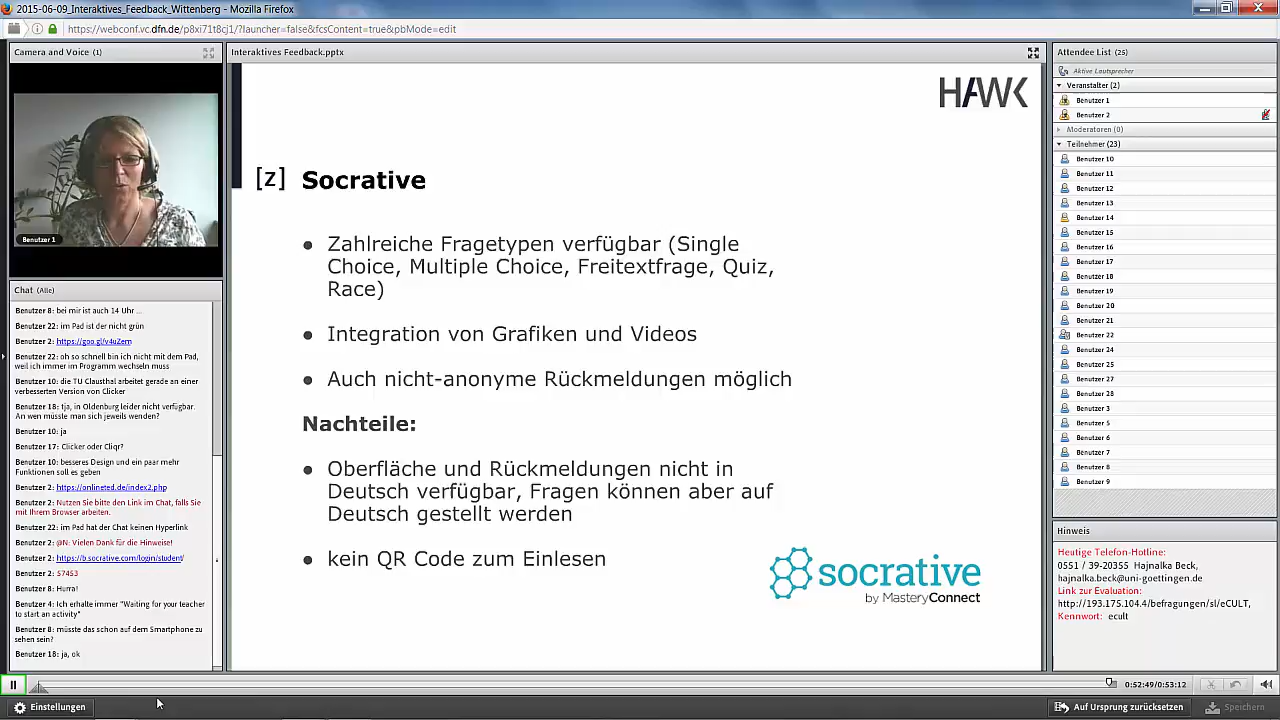 2015-06-09_Interaktives_Feedback_Wittenberg - Mozilla Firefox
https://webconf.vc.dfn.de/p8xi71t8cj1/?launcher=false&fcsContent=true&pbMode=edit
Camera and Voice (1)
Benutzer 1
Chat (Alle)
Benutzer 8: bei mir ist auch 14 Uhr ...
Benutzer 22: im Pad ist der nicht grün
Benutzer 2: https://goo.gl/v4uZem
Benutzer 22: oh so schnell bin ich nicht mit dem Pad,
weil ich immer im Programm wechseln muss
Benutzer 10: die TU Clausthal arbeitet gerade an einer
verbesserten Version von Clicker
Benutzer 18: tja, in Oldenburg leider nicht verfügbar.
An wen müsste man sich jeweils wenden?
Benutzer 10: ja
Benutzer 17: Clicker oder Cliqr?
Benutzer 10: besseres Design und ein paar mehr
Funktionen soll es geben
Benutzer 2: https://onlineted.de/index2.php
Benutzer 2: Nutzen Sie bitte den Link im Chat, falls Sie
mit Ihrem Browser arbeiten.
Benutzer 22: im Pad hat der Chat keinen Hyperlink
Benutzer 2: @N: Vielen Dank für die Hinweise!
Benutzer 2: https://b.socrative.com/login/student/
Benutzer 2: 57453
Benutzer 8: Hurra!
Benutzer 4: Ich erhalte immer "Waiting for your teacher
to start an activity"
Benutzer 8: müsste das schon auf dem Smartphone zu
sehen sein?
Benutzer 18: ja, ok
Interaktives Feedback.pptx
HAWK
[z] Socrative
• Zahlreiche Fragetypen verfügbar (Single
Choice, Multiple Choice, Freitextfrage, Quiz,
Race)
• Integration von Grafiken und Videos
• Auch nicht-anonyme Rückmeldungen möglich
Nachteile:
• Oberfläche und Rückmeldungen nicht in
Deutsch verfügbar, Fragen können aber auf
Deutsch gestellt werden
• kein QR Code zum Einlesen
socrative
by MasteryConnect
Attendee List (25)
Aktive Lautsprecher
Veranstalter (2)
Benutzer 1
Benutzer 2
Moderatoren (0)
Teilnehmer (23)
Benutzer 10
Benutzer 11
Benutzer 12
Benutzer 13
Benutzer 14
Benutzer 15
Benutzer 16
Benutzer 17
Benutzer 18
Benutzer 19
Benutzer 20
Benutzer 21
Benutzer 22
Benutzer 24
Benutzer 25
Benutzer 27
Benutzer 28
Benutzer 3
Benutzer 5
Benutzer 6
Benutzer 7
Benutzer 8
Benutzer 9
Hinweis
Heutige Telefon-Hotline:
0551 / 39-20355 Hajnalka Beck,
hajnalka.beck@uni-goettingen.de
Link zur Evaluation:
http://193.175.104.4/befragungen/sl/eCULT,
Kennwort: ecult
0:52:49/0:53:12
Einstellungen
Auf Ursprung zurücksetzen
Speichern